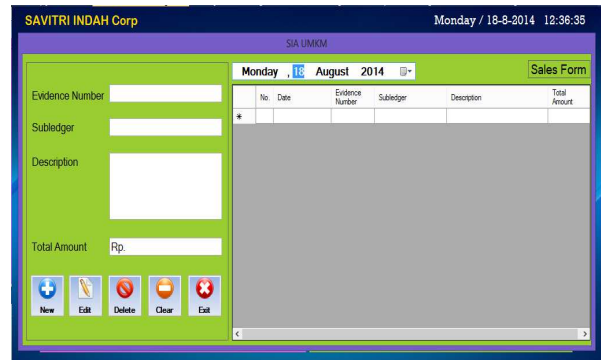 SAVITRI INDAH Corp Monday / 18-8-2014 12:36:35
SIA UMKM
Monday , 18 August 2014
Sales Form
Evidence Number
Subledger
Description
Total Amount Rp.
New Edit Delete Clear Exit
No. Date Evidence Number Subledger Description Total Amount